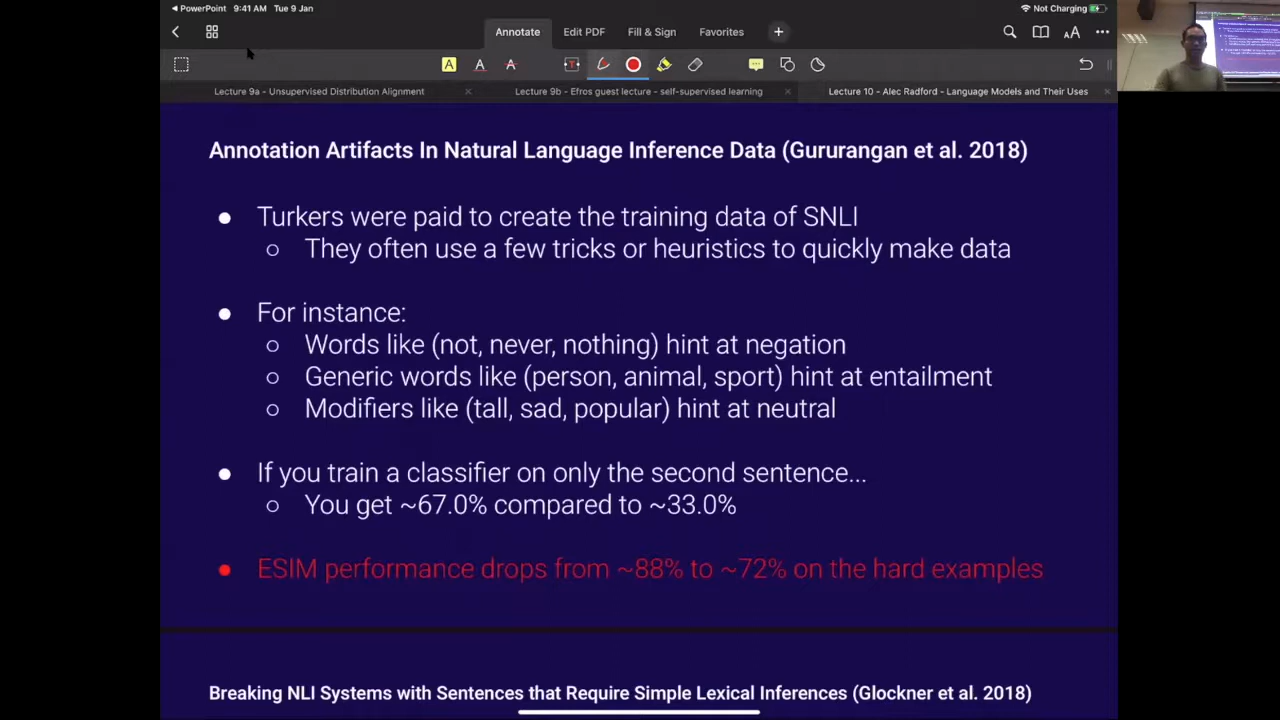 PowerPoint 9:41 AM Tue 9 Jan Not Charging
Annotate Edit PDF Fill & Sign Favorites +
AA
A A A T
Lecture 9a - Unsupervised Distribution Alignment × Lecture 9b - Efros guest lecture - self-supervised learning × Lecture 10 - Alec Radford - Language Models and Their Uses ×
Annotation Artifacts In Natural Language Inference Data (Gururangan et al. 2018)
● Turkers were paid to create the training data of SNLI
○ They often use a few tricks or heuristics to quickly make data
● For instance:
○ Words like (not, never, nothing) hint at negation
○ Generic words like (person, animal, sport) hint at entailment
○ Modifiers like (tall, sad, popular) hint at neutral
● If you train a classifier on only the second sentence...
○ You get ~67.0% compared to ~33.0%
● ESIM performance drops from ~88% to ~72% on the hard examples
Breaking NLI Systems with Sentences that Require Simple Lexical Inferences (Glockner et al. 2018)